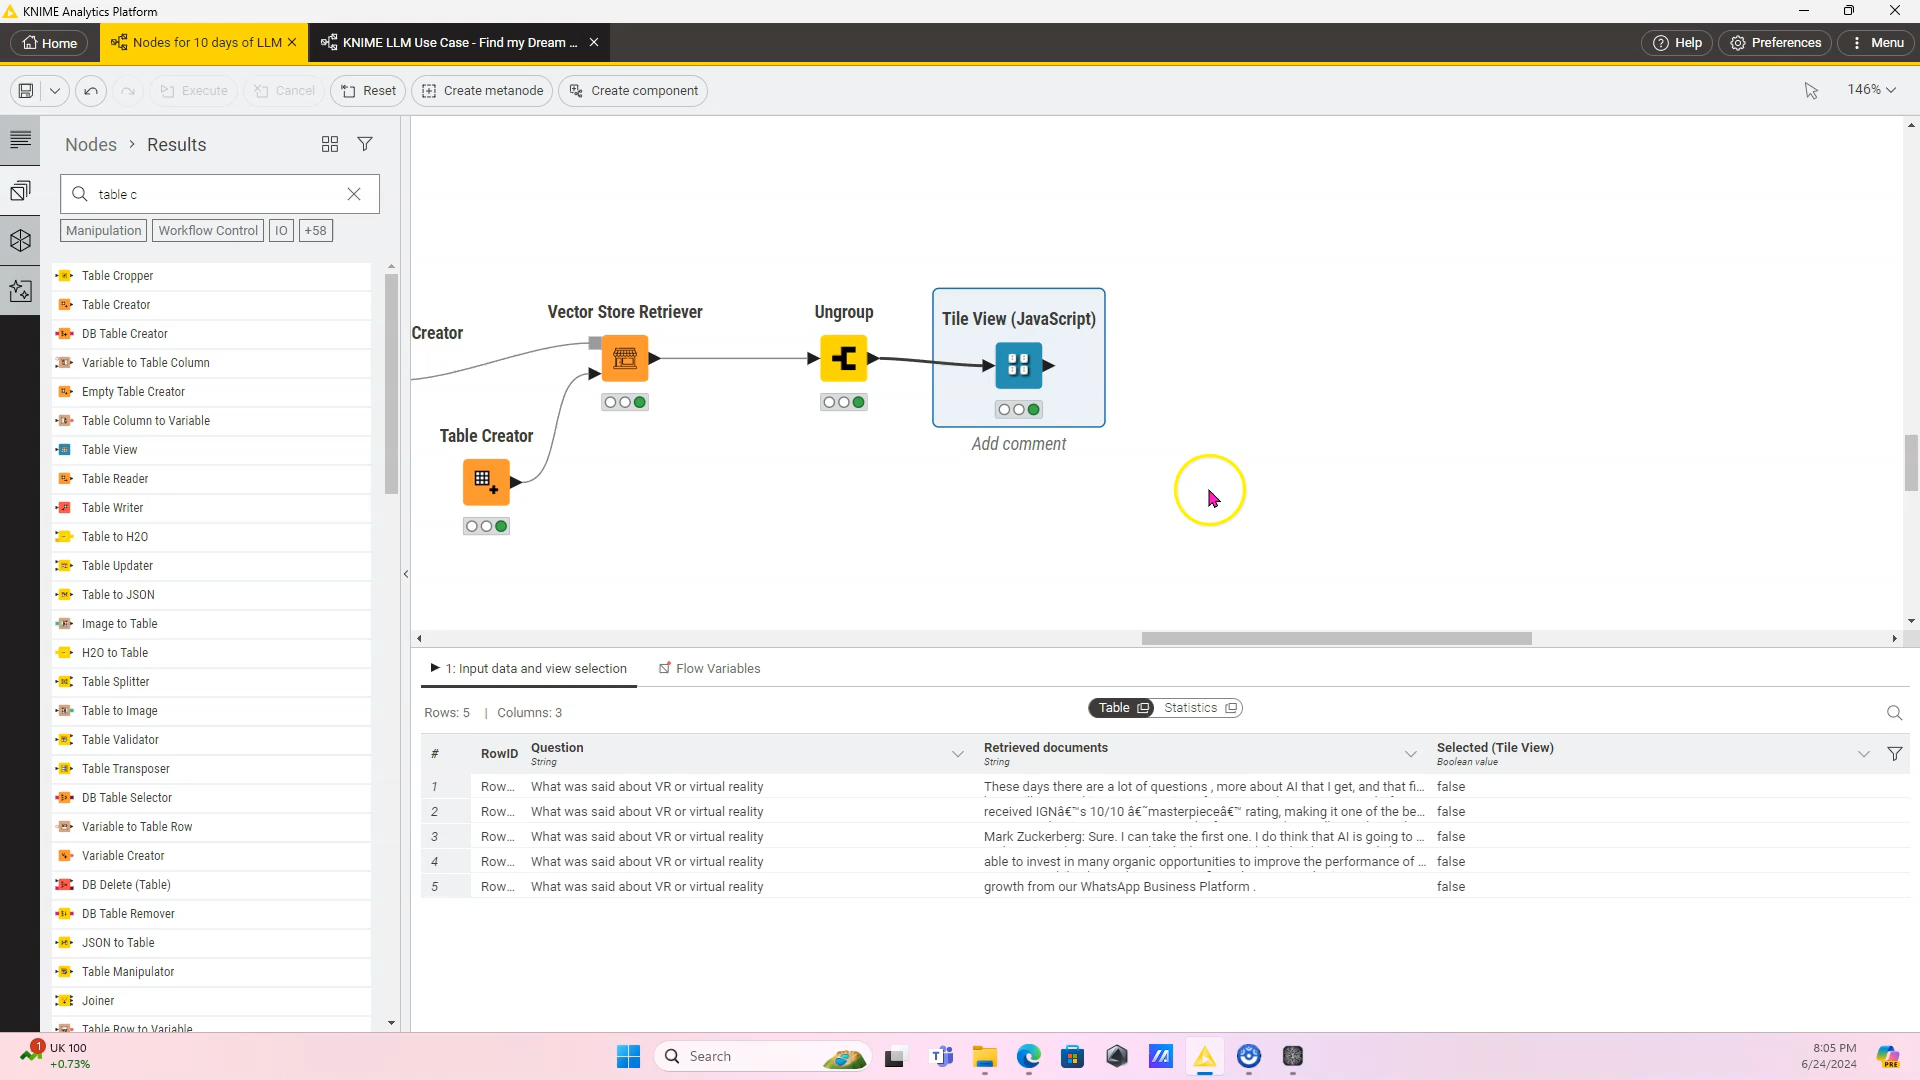 KNIME Analytics Platform
Home
Nodes for 10 days of LLM
KNIME LLM Use Case - Find my Dream ...
Help
Preferences
Menu
Execute
Cancel
Reset
Create metanode
Create component
146%
Nodes > Results
table c
Manipulation
Workflow Control
IO
+58
Table Cropper
Table Creator
DB Table Creator
Variable to Table Column
Empty Table Creator
Table Column to Variable
Table View
Table Reader
Table Writer
Table to H2O
Table Updater
Table to JSON
Image to Table
H2O to Table
Table Splitter
Table to Image
Table Validator
Table Transposer
DB Table Selector
Variable to Table Row
Variable Creator
DB Delete (Table)
DB Table Remover
JSON to Table
Table Manipulator
Joiner
Table Row to Variable
Creator
Vector Store Retriever
Ungroup
Tile View (JavaScript)
Add comment
Table Creator
1: Input data and view selection
Flow Variables
Rows: 5 | Columns: 3
Table
Statistics
# RowID Question Retrieved documents Selected (Tile View)
String String Boolean value
1 Row... What was said about VR or virtual reality These days there are a lot of questions , more about AI that I get, and that fi... false
2 Row... What was said about VR or virtual reality received IGNâ€™s 10/10 â€˜masterpieceâ€™ rating, making it one of the be... false
3 Row... What was said about VR or virtual reality Mark Zuckerberg: Sure. I can take the first one. I do think that AI is going to ... false
4 Row... What was said about VR or virtual reality able to invest in many organic opportunities to improve the performance of ... false
5 Row... What was said about VR or virtual reality growth from our WhatsApp Business Platform . false
1
UK 100
+0.73%
Search
8:05 PM
6/24/2024
PRE